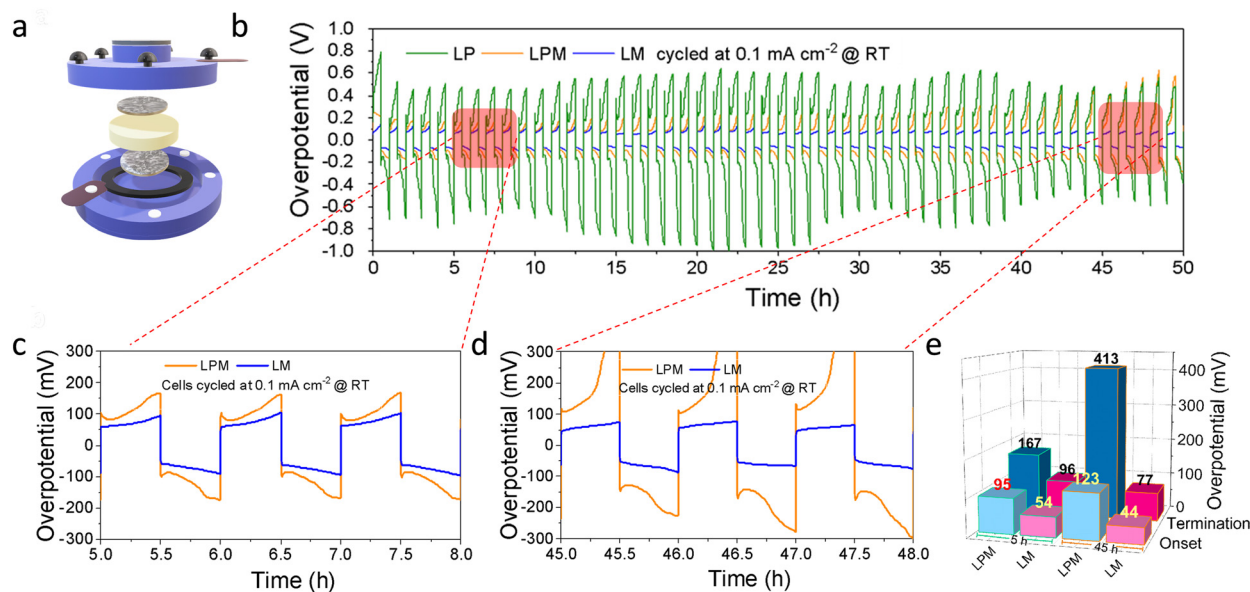 a
b
LP LPM LM cycled at 0.1 mA cm⁻² @ RT
Overpotential (V)
1.0
0.8
0.6
0.4
0.2
0.0
-0.2
-0.4
-0.6
-0.8
-1.0
0 5 10 15 20 25 30 35 40 45 50
Time (h)
c
LPM LM
Cells cycled at 0.1 mA cm⁻² @ RT
Overpotential (mV)
300
200
100
0
-100
-200
-300
5.0 5.5 6.0 6.5 7.0 7.5 8.0
Time (h)
d
LPM LM
Cells cycled at 0.1 mA cm⁻² @ RT
Overpotential (mV)
300
200
100
0
-100
-200
-300
45.0 45.5 46.0 46.5 47.0 47.5 48.0
Time (h)
e
413
167
96
95
54
123
77
44
400
300
200
100
0
Overpotential (mV)
Termination
Onset
5 h
45 h
LPM
LM
LPM
LM